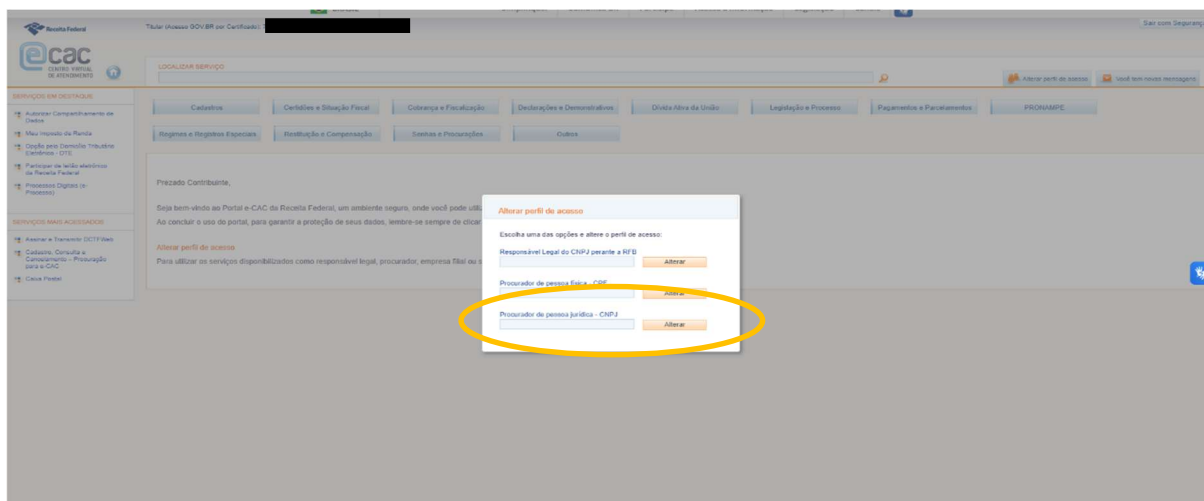 Receita Federal
Titular (Acesso GOV.BR por Certificado):
Sair com Segurança
ecac
CENTRO VIRTUAL
DE ATENDIMENTO
LOCALIZAR SERVIÇO
Alterar perfil de acesso
Você tem novas mensagens
SERVIÇOS EM DESTAQUE
Autorizar Compartilhamento de
Dados
Meu Imposto de Renda
Opção pelo Domicílio Tributário
Eletrônico - DTE
Participar de leilão eletrônico
da Receita Federal
Processos Digitais (e-
Processo)
SERVIÇOS MAIS ACESSADOS
Assinar e Transmitir DCTFWeb
Cadastro, Consulta e
Cancelamento - Procuração
para e-CAC
Caixa Postal
Cadastros
Certidões e Situação Fiscal
Cobrança e Fiscalização
Declarações e Demonstrativos
Dívida Ativa da União
Legislação e Processo
Pagamentos e Parcelamentos
PRONAMPE
Regimes e Registros Especiais
Restituição e Compensação
Senhas e Procurações
Outros
Prezado Contribuinte,
Seja bem-vindo ao Portal e-CAC da Receita Federal, um ambiente seguro, onde você pode
Ao concluir o uso do portal, para garantir a proteção de seus dados, lembre-se sempre de clicar
Alterar perfil de acesso
Para utilizar os serviços disponibilizados como responsável legal, procurador, empresa filial ou
Alterar perfil de acesso
Escolha uma das opções e altere o perfil de acesso:
Responsável Legal do CNPJ perante a RFB
Alterar
Procurador de pessoa física - CPF
Alterar
Procurador de pessoa jurídica - CNPJ
Alterar